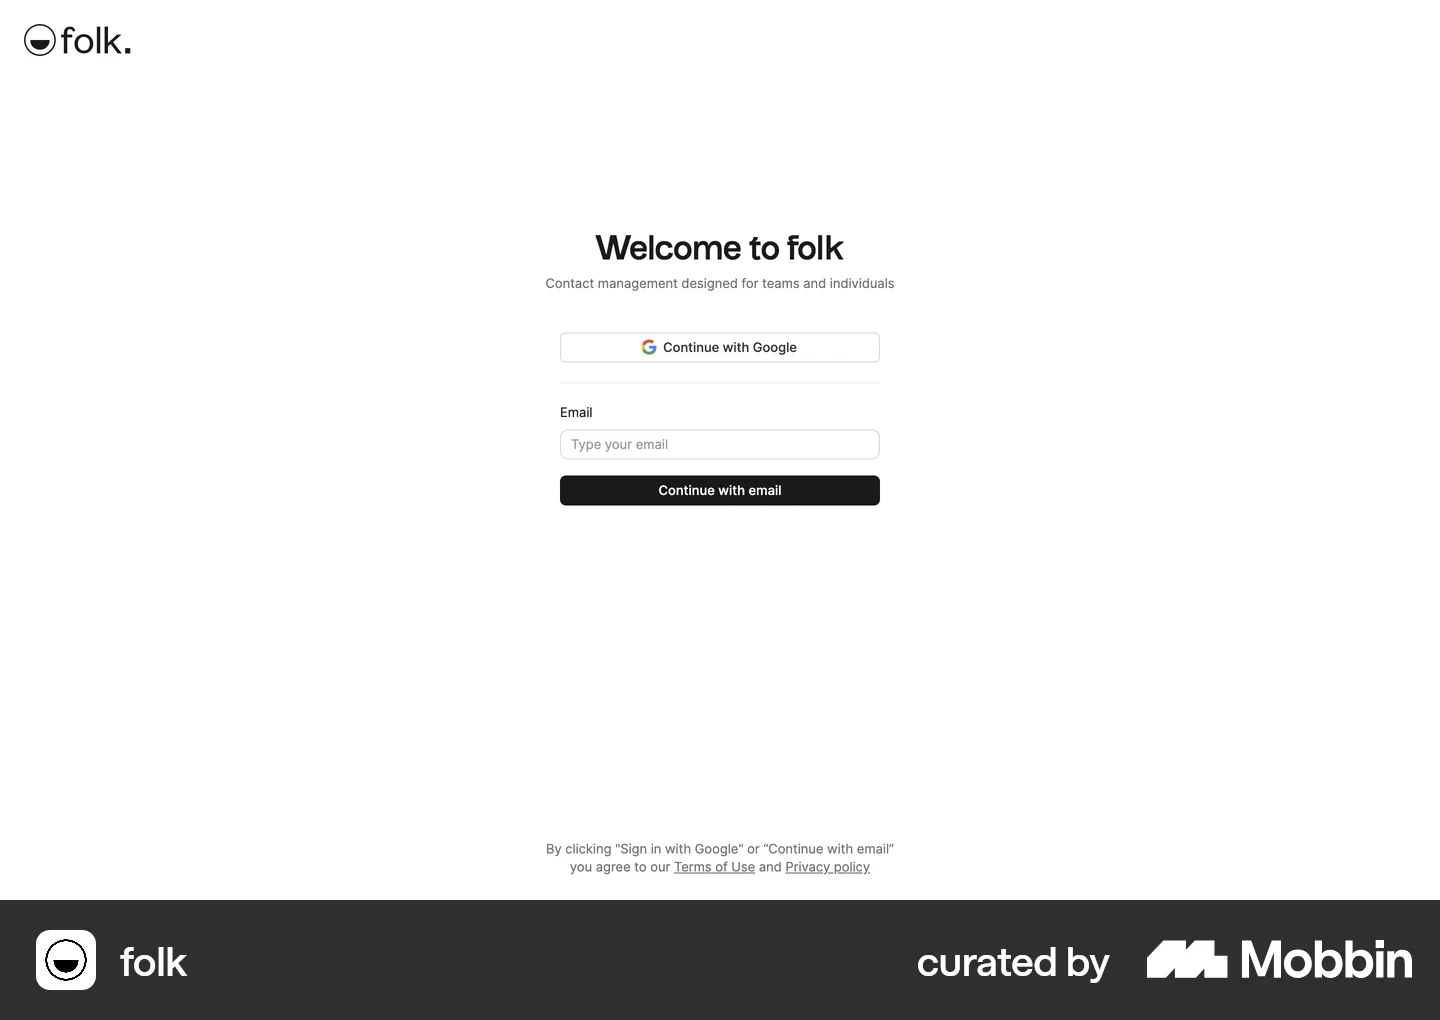 folk.
Welcome to folk
Contact management designed for teams and individuals
Continue with Google
Email
Type your email
Continue with email
By clicking "Sign in with Google" or “Continue with email”
you agree to our Terms of Use and Privacy policy
folk
curated by Mobbin